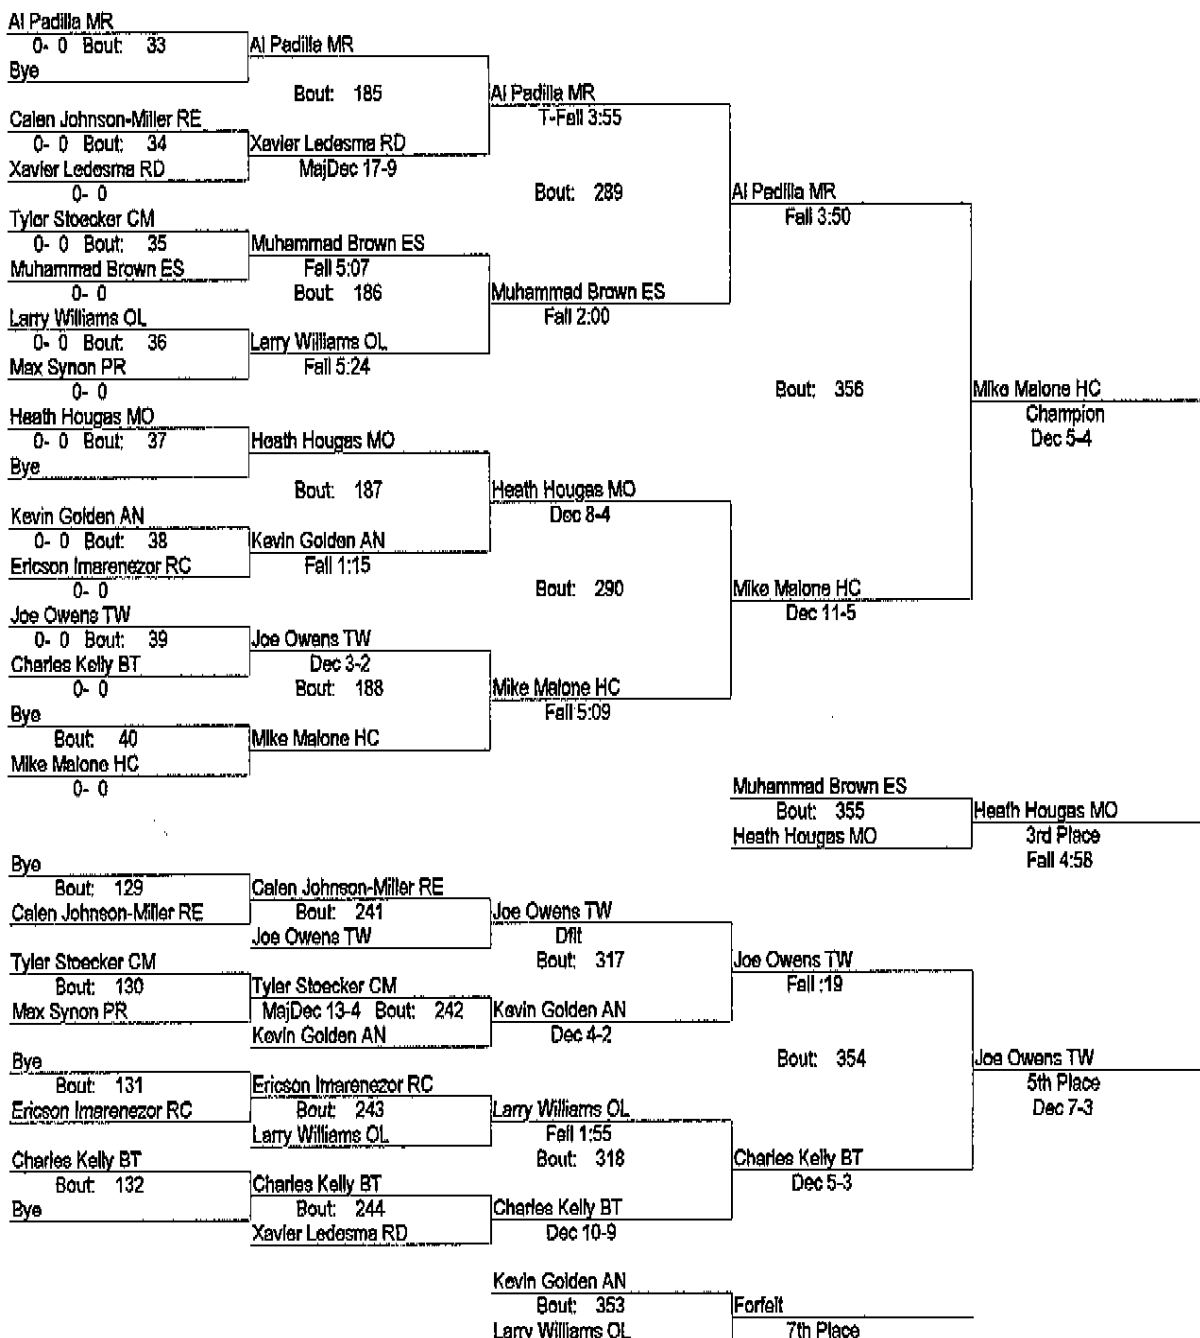 Al Padilla MR
0- 0 Bout: 33
Bye
Calen Johnson-Miller RE
0- 0 Bout: 34
Xavier Ledesma RD
0- 0
Tylor Stoecker CM
0- 0 Bout: 35
Muhammad Brown ES
0- 0
Larry Williams OL
0- 0 Bout: 36
Max Synon PR
0- 0
Heath Hougas MO
0- 0 Bout: 37
Bye
Kevin Golden AN
0- 0 Bout: 38
Ericson Imarenezor RC
0- 0
Joe Owens TW
0- 0 Bout: 39
Charles Kelly BT
0- 0
Bye
Bout: 40
Mike Malone HC
0- 0
Al Padilla MR
Bout: 185
Xavier Ledesma RD
MajDec 17-9
Muhammad Brown ES
Fall 5:07
Bout: 186
Larry Williams OL
Fall 5:24
Heath Hougas MO
Bout: 187
Kevin Golden AN
Fall 1:15
Joe Owens TW
Dec 3-2
Bout: 188
Mike Malone HC
Al Padilla MR
T-Fall 3:55
Bout: 289
Muhammad Brown ES
Fall 2:00
Heath Hougas MO
Dec 8-4
Bout: 290
Mike Malone HC
Fall 5:09
Al Padilla MR
Fall 3:50
Bout: 356
Mike Malone HC
Dec 11-5
Mike Malone HC
Champion
Dec 5-4
Muhammad Brown ES
Bout: 355
Heath Hougas MO
Heath Hougas MO
3rd Place
Fall 4:58
Bye
Bout: 129
Calen Johnson-Miller RE
Tyler Stoecker CM
Bout: 130
Max Synon PR
Bye
Bout: 131
Ericson Imarenezor RC
Charles Kelly BT
Bout: 132
Bye
Calen Johnson-Miller RE
Bout: 241
Joe Owens TW
Tyler Stoecker CM
MajDec 13-4 Bout: 242
Kevin Golden AN
Ericson Imarenezor RC
Bout: 243
Larry Williams OL
Charles Kelly BT
Bout: 244
Xavier Ledesma RD
Joe Owens TW
Dflt
Bout: 317
Kevin Golden AN
Dec 4-2
Larry Williams OL
Fall 1:55
Bout: 318
Charles Kelly BT
Dec 10-9
Joe Owens TW
Fall :19
Bout: 354
Charles Kelly BT
Dec 5-3
Joe Owens TW
5th Place
Dec 7-3
Kevin Golden AN
Bout: 353
Larry Williams OL
Forfeit
7th Place